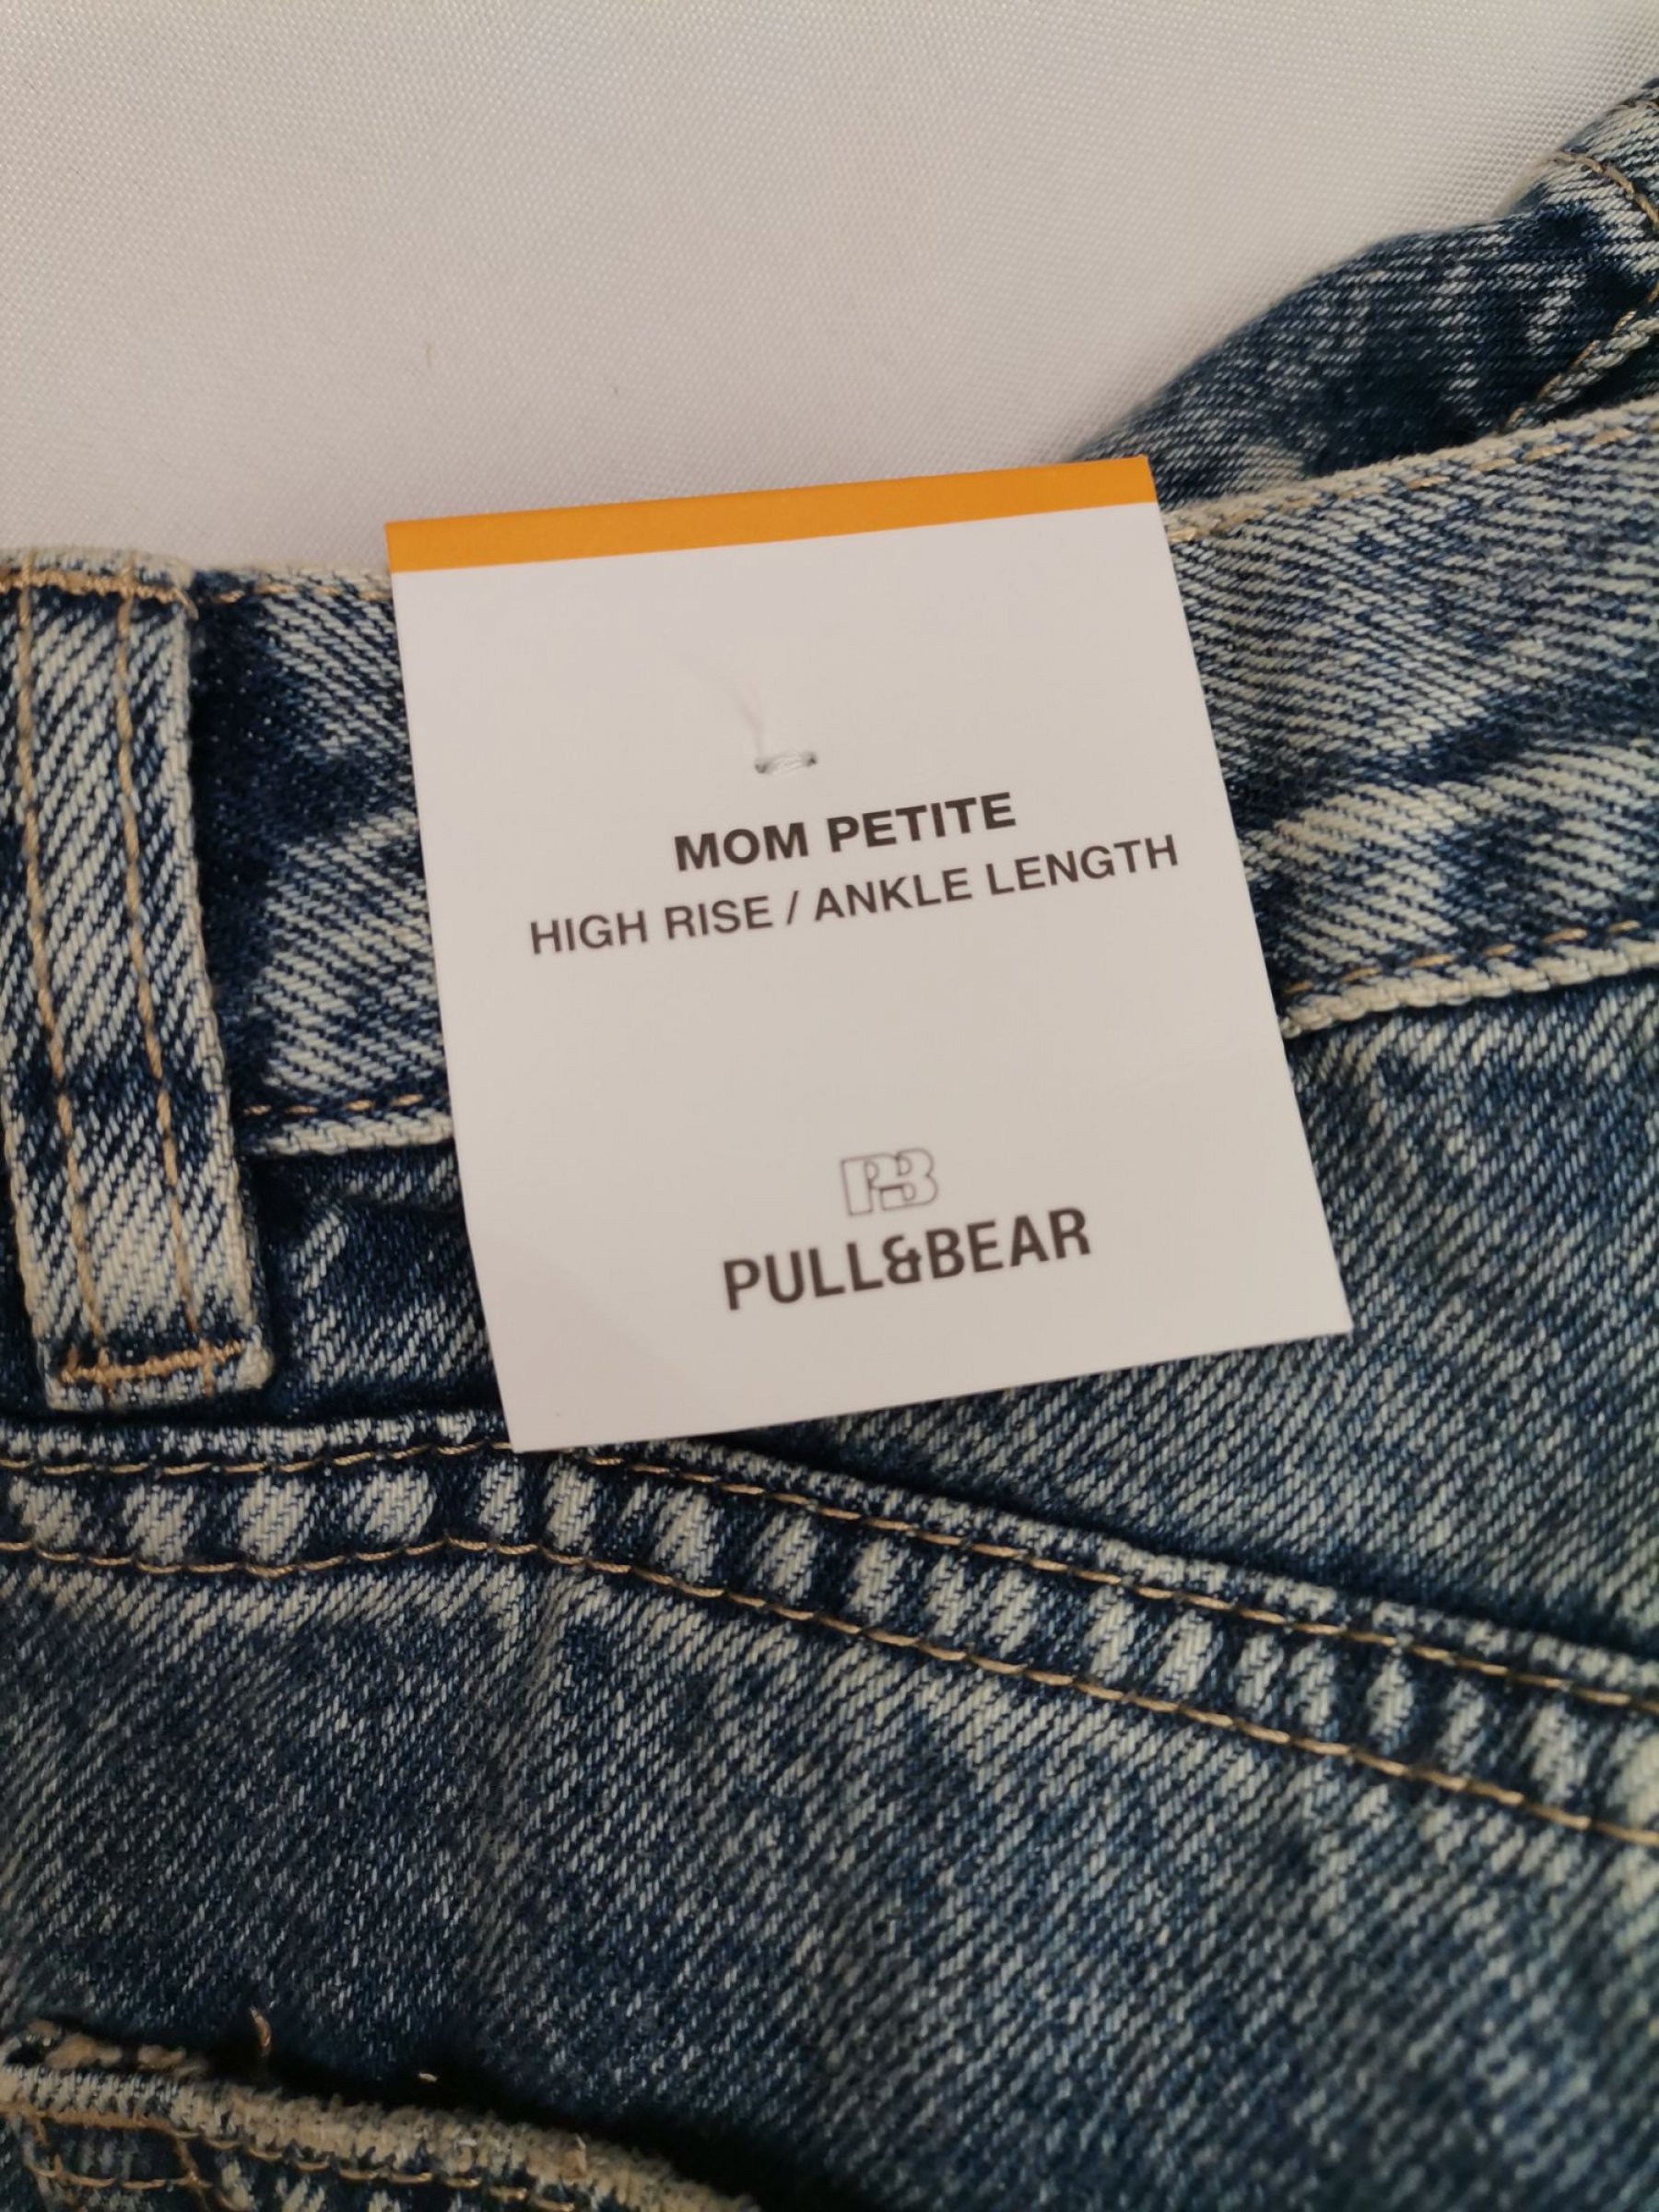 MOM PETITE
HIGH RISE / ANKLE LENGTH
PB
PULL&BEAR